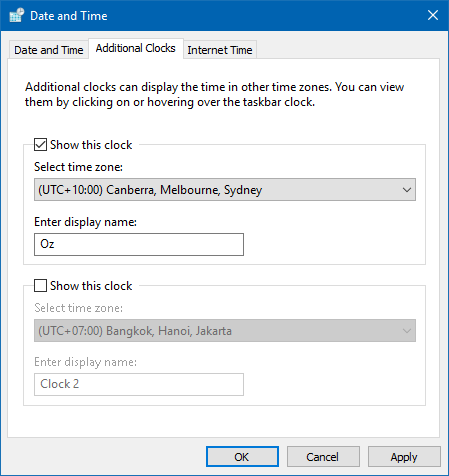 Date and Time
Date and Time
Additional Clocks
Internet Time
Additional clocks can display the time in other time zones. You can view
them by clicking on or hovering over the taskbar clock.
Show this clock
Select time zone:
(UTC+10:00) Canberra, Melbourne, Sydney
Enter display name:
Oz
Show this clock
Select time zone:
(UTC+07:00) Bangkok, Hanoi, Jakarta
Enter display name:
Clock 2
OK
Cancel
Apply